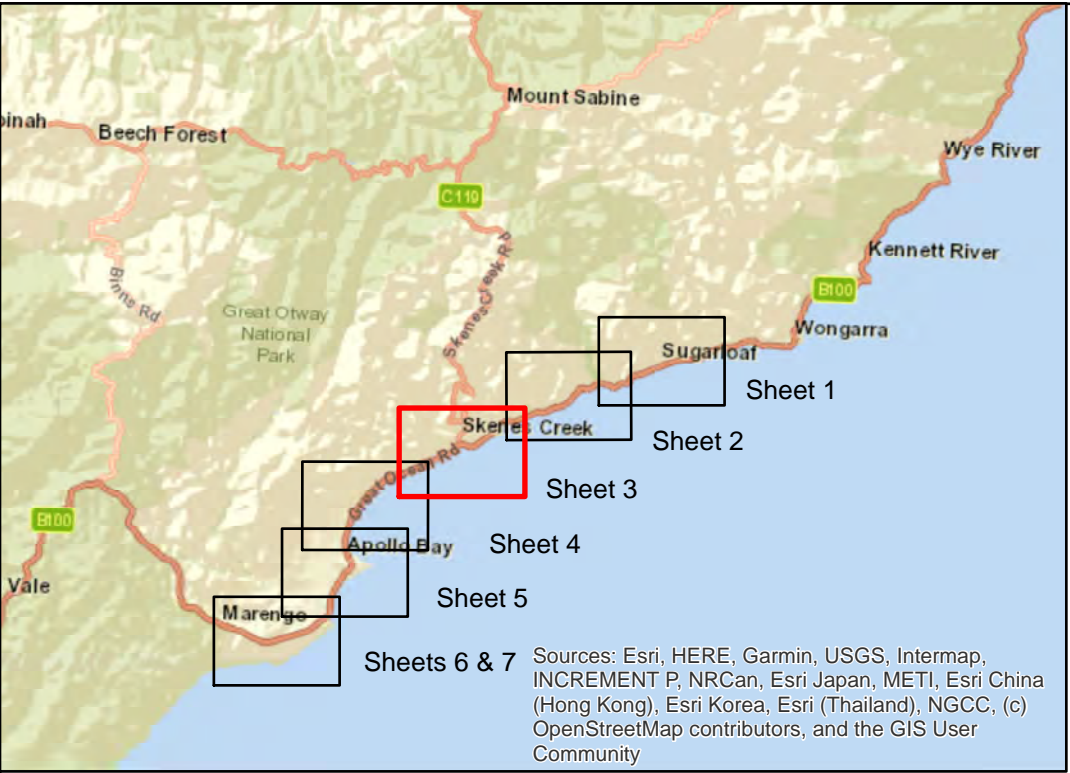 Mount Sabine
binah
Beech Forest
Wye River
C119
Skenes Creek Rd
Kennett River
Binns Rd
B100
Great Otway
National
Park
Wongarra
Sugarloaf
Sheet 1
Skenes Creek
Sheet 2
Great Ocean Rd
Sheet 3
B100
Apollo Bay
Sheet 4
Vale
Sheet 5
Marengo
Sheets 6 & 7
Sources: Esri, HERE, Garmin, USGS, Intermap,
INCREMENT P, NRCan, Esri Japan, METI, Esri China
(Hong Kong), Esri Korea, Esri (Thailand), NGCC, (c)
OpenStreetMap contributors, and the GIS User
Community